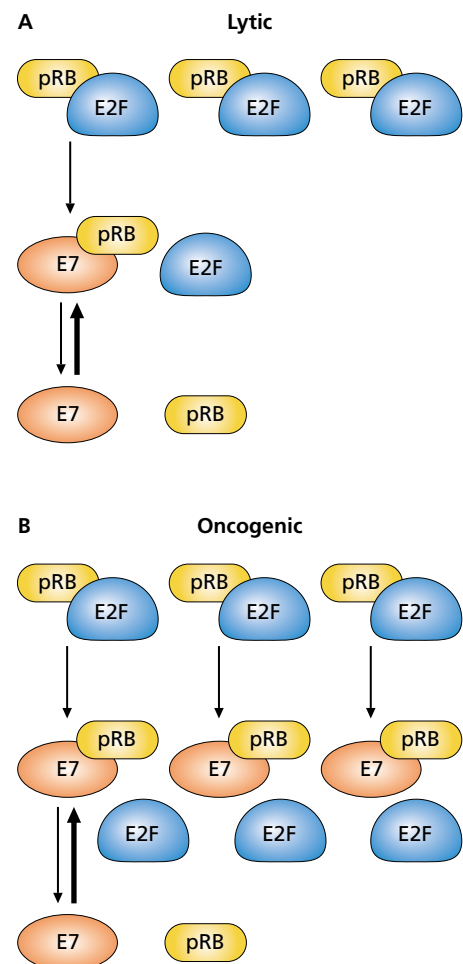 A Lytic
pRB pRB pRB
E2F E2F E2F
pRB
E7 E2F
E7 pRB
B Oncogenic
pRB pRB pRB
E2F E2F E2F
pRB pRB pRB
E7 E7 E7
E2F E2F E2F
E7 pRB